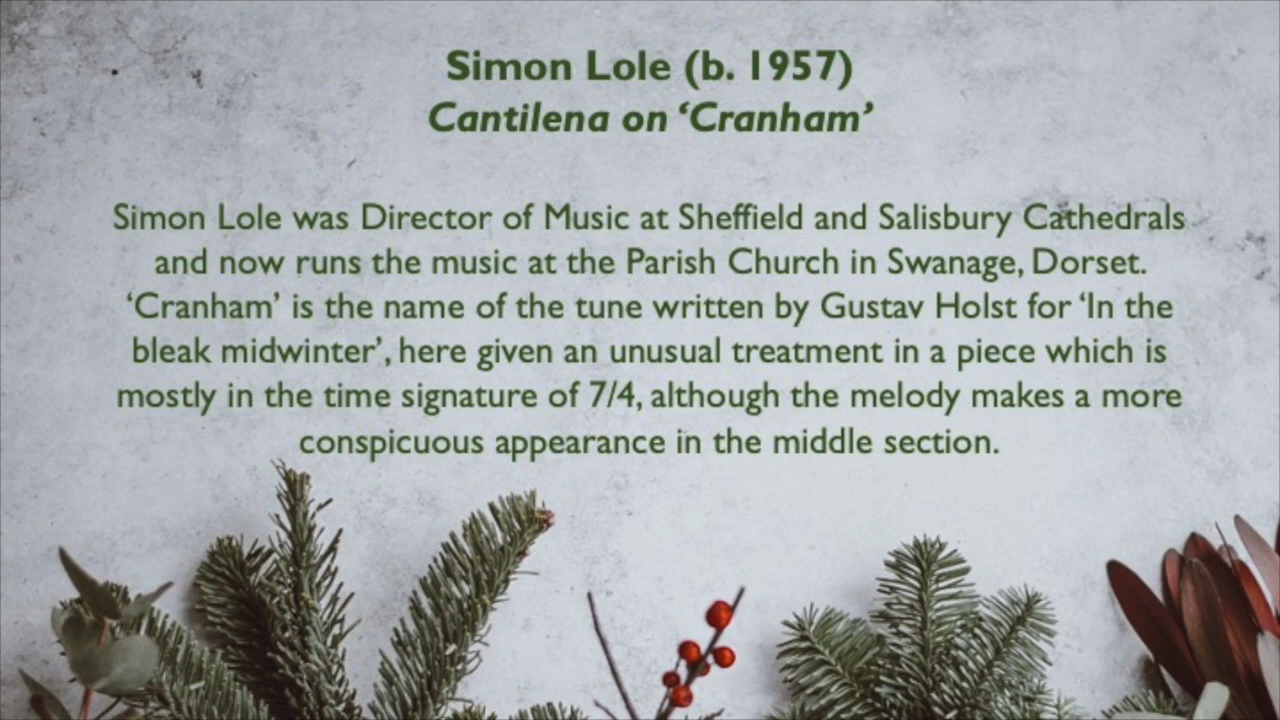 Simon Lole (b. 1957)
Cantilena on ‘Cranham’
Simon Lole was Director of Music at Sheffield and Salisbury Cathedrals
and now runs the music at the Parish Church in Swanage, Dorset.
‘Cranham’ is the name of the tune written by Gustav Holst for ‘In the
bleak midwinter’, here given an unusual treatment in a piece which is
mostly in the time signature of 7/4, although the melody makes a more
conspicuous appearance in the middle section.